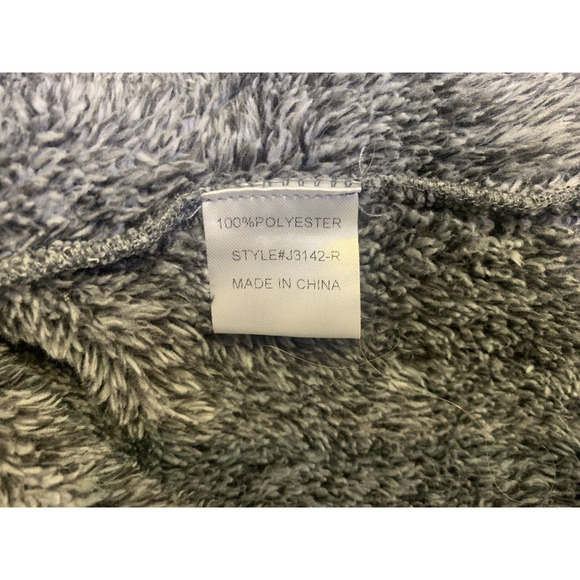 100%POLYESTER
STYLE#J3142-R
MADE IN CHINA